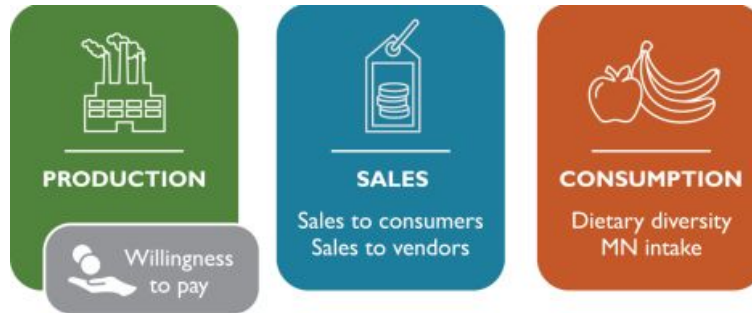 PRODUCTION
Willingness
to pay
SALES
Sales to consumers
Sales to vendors
CONSUMPTION
Dietary diversity
MN intake